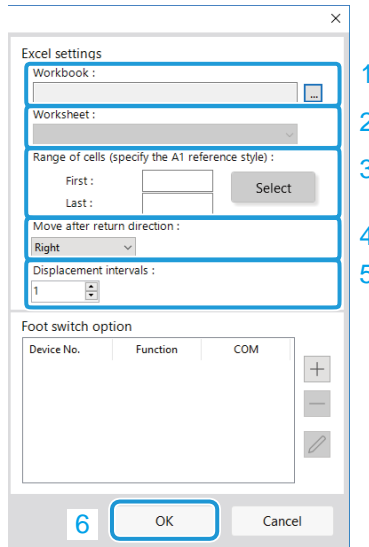 Excel settings
Workbook :
...
1
Worksheet :
2
Range of cells (specify the A1 reference style) :
3
First :
Select
Last :
Move after return direction :
4
Right
Displacement intervals :
5
1
Foot switch option
Device No. Function COM
6 OK Cancel